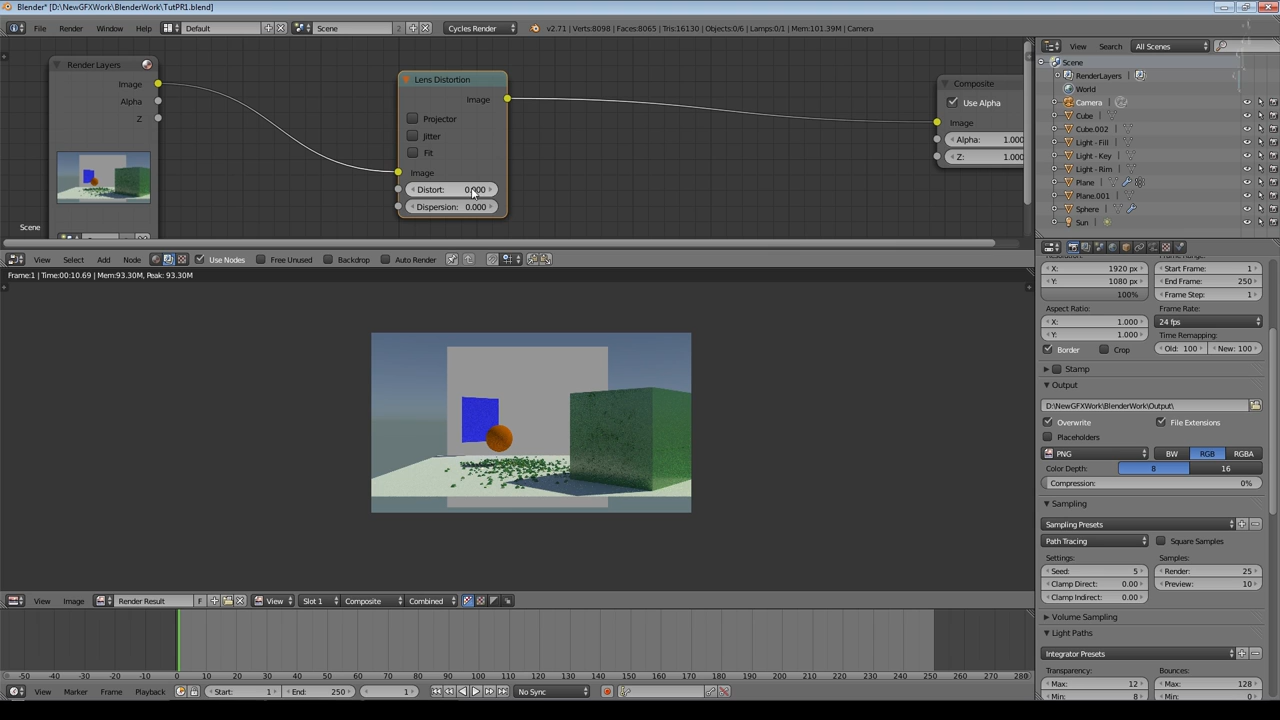 Blender* [D:\NewGFXWork\BlenderWork\TutPR1.blend]
File Render Window Help Default Scene 2 Cycles Render v2.71 | Verts:8098 | Faces:8065 | Tris:16130 | Objects:0/6 | Lamps:0/1 | Mem:101.39M | Camera
View Search All Scenes
Render Layers
Image
Alpha
Z
Scene
Lens Distortion
Image
Projector
Jitter
Fit
Image
Distort: 0.000
Dispersion: 0.000
Composite
Use Alpha
Image
Alpha: 1.000
Z: 1.000
Scene
RenderLayers
World
Camera
Cube
Cube.002
Light - Fill
Light - Key
Light - Rim
Plane
Plane.001
Sphere
Sun
View Select Add Node Use Nodes Free Unused Backdrop Auto Render
Frame:1 | Time:00:10.69 | Mem:93.30M, Peak: 93.30M
X: 1920 px Start Frame: 1
Y: 1080 px End Frame: 250
100% Frame Step: 1
Aspect Ratio: Frame Rate:
X: 1.000 24 fps
Y: 1.000 Time Remapping:
Border Crop Old: 100 New: 100
Stamp
Output
D:\NewGFXWork\BlenderWork\Output\
Overwrite File Extensions
Placeholders
PNG BW RGB RGBA
Color Depth: 8 16
Compression: 0%
Sampling
Sampling Presets
Path Tracing Square Samples
Settings: Samples:
Seed: 5 Render: 25
Clamp Direct: 0.00 Preview: 10
Clamp Indirect: 0.00
Volume Sampling
Light Paths
Integrator Presets
Transparency: Bounces:
Max: 12 Max: 128
Min: 8 Min: 0
View Image Render Result F View Slot 1 Composite Combined
-50 -40 -30 -20 -10 0 10 20 30 40 50 60 70 80 90 100 110 120 130 140 150 160 170 180 190 200 210 220 230 240 250 260 270 280
View Marker Frame Playback Start: 1 End: 250 1 No Sync